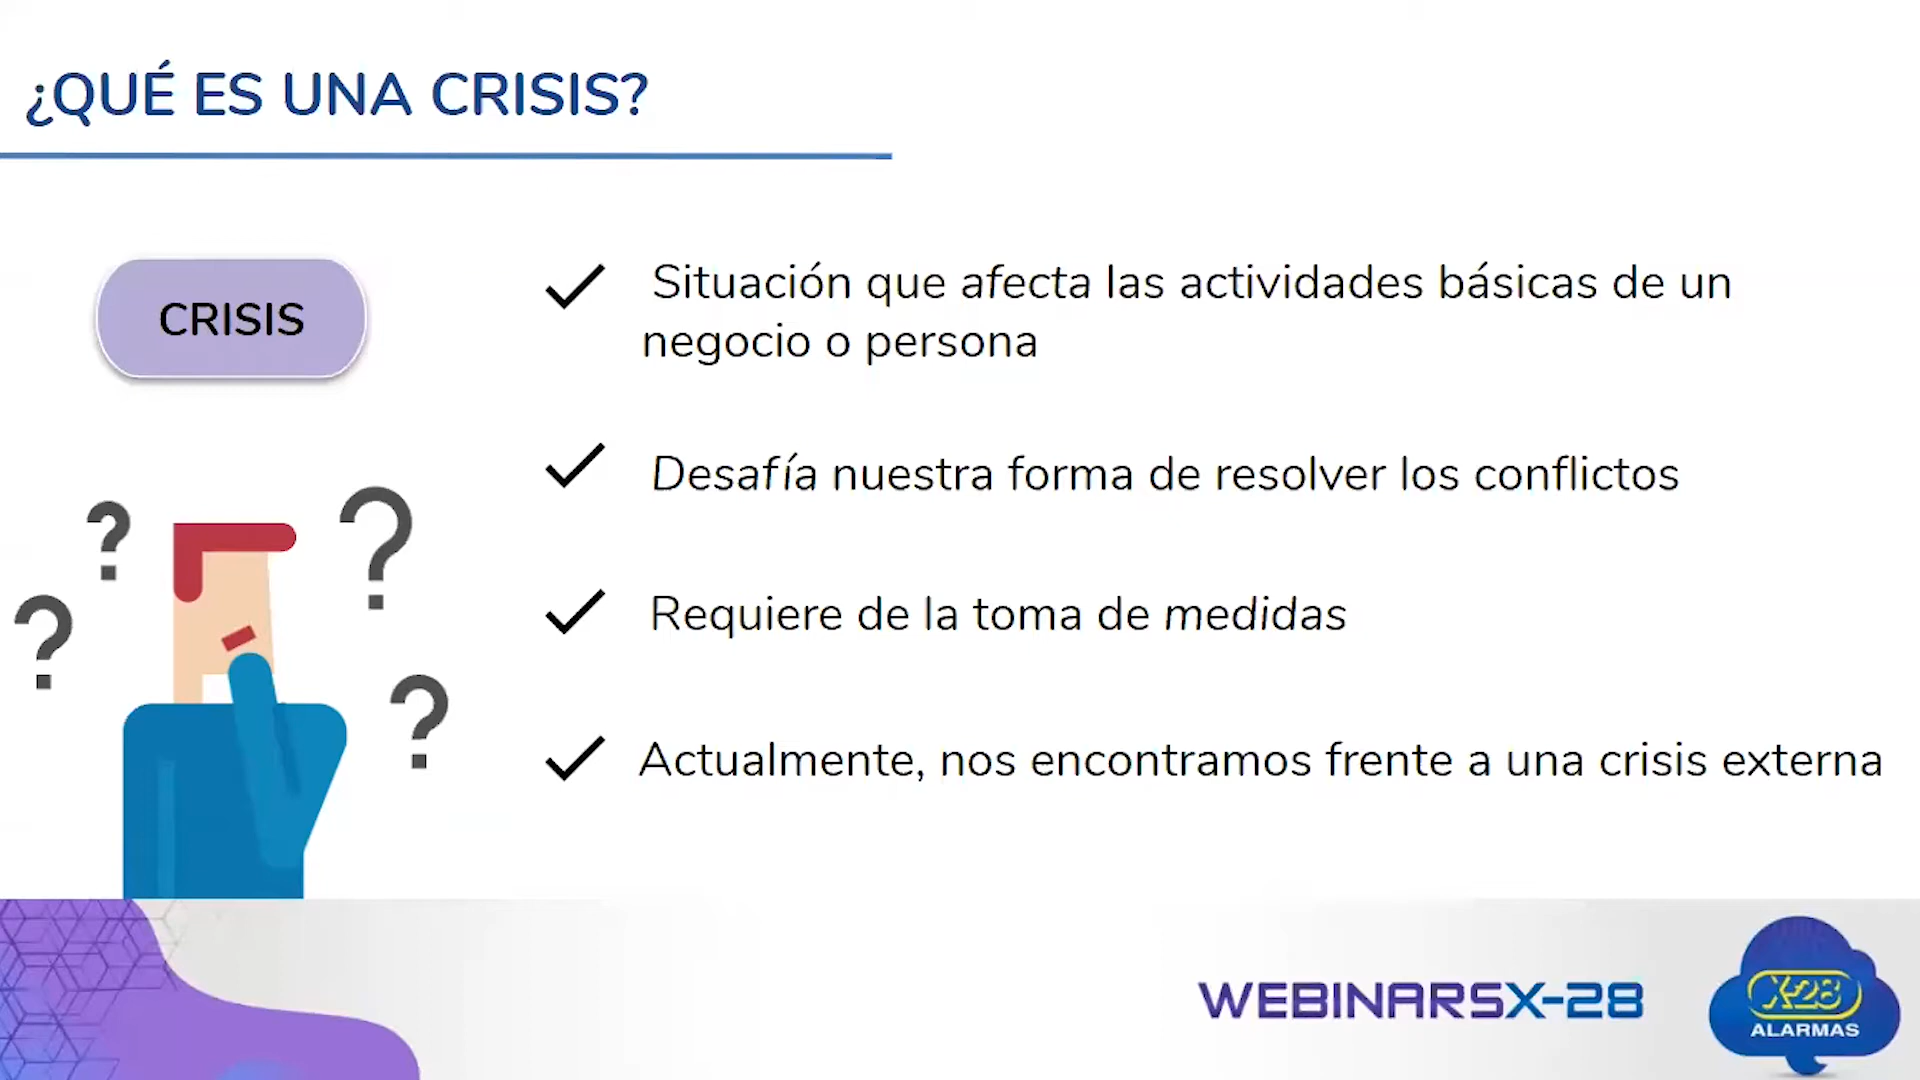 ¿QUÉ ES UNA CRISIS?
CRISIS
Situación que afecta las actividades básicas de un
negocio o persona
Desafía nuestra forma de resolver los conflictos
Requiere de la toma de medidas
Actualmente, nos encontramos frente a una crisis externa
? ? ? ?
WEBINARSX-28
X-28
ALARMAS